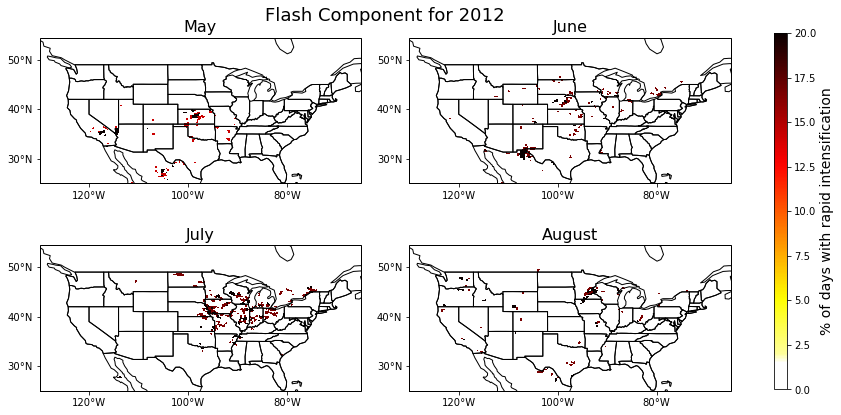 Flash Component for 2012
May
50°N
40°N
30°N
120°W 100°W 80°W
June
50°N
40°N
30°N
120°W 100°W 80°W
July
50°N
40°N
30°N
120°W 100°W 80°W
August
50°N
40°N
30°N
120°W 100°W 80°W
20.0
17.5
15.0
12.5
10.0
7.5
5.0
2.5
0.0
% of days with rapid intensification